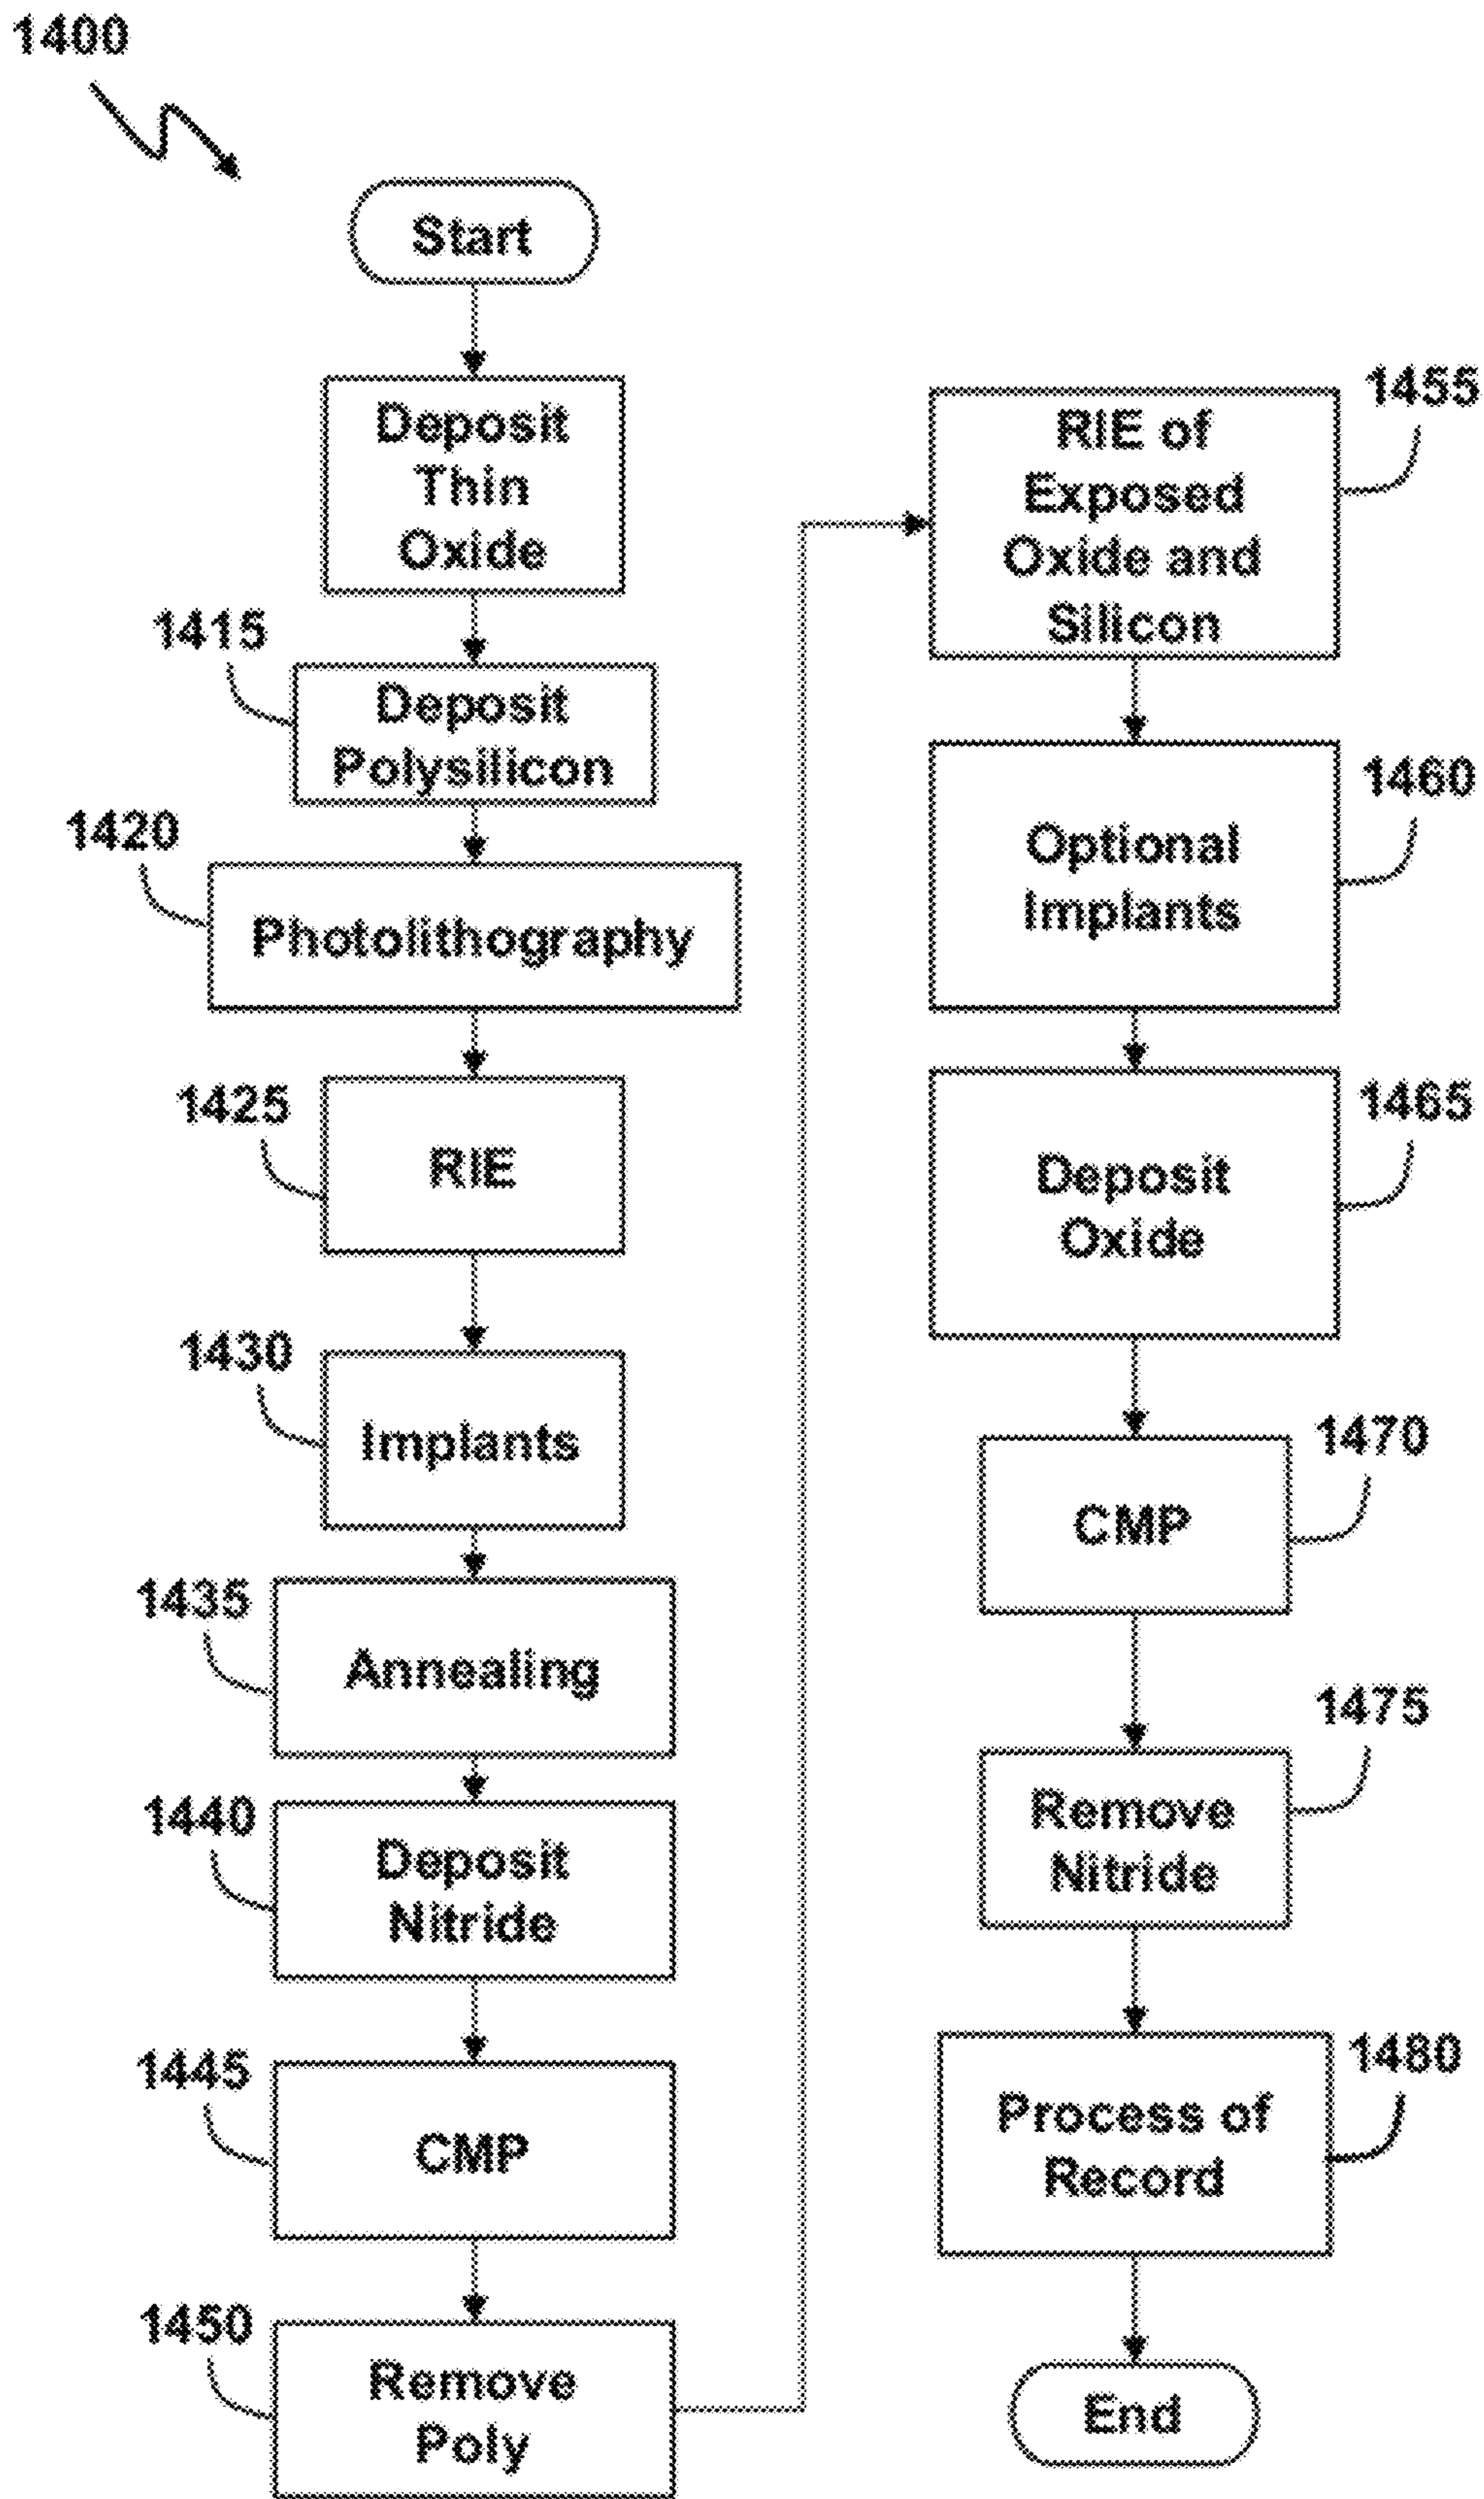 1400
Start
Deposit
Thin
Oxide
1415
Deposit
Polysilicon
1420
Photolithography
1425
RIE
1430
Implants
1435
Annealing
1440
Deposit
Nitride
1445
CMP
1450
Remove
Poly
1455
RIE of
Exposed
Oxide and
Silicon
1460
Optional
Implants
1465
Deposit
Oxide
1470
CMP
1475
Remove
Nitride
1480
Process of
Record
End